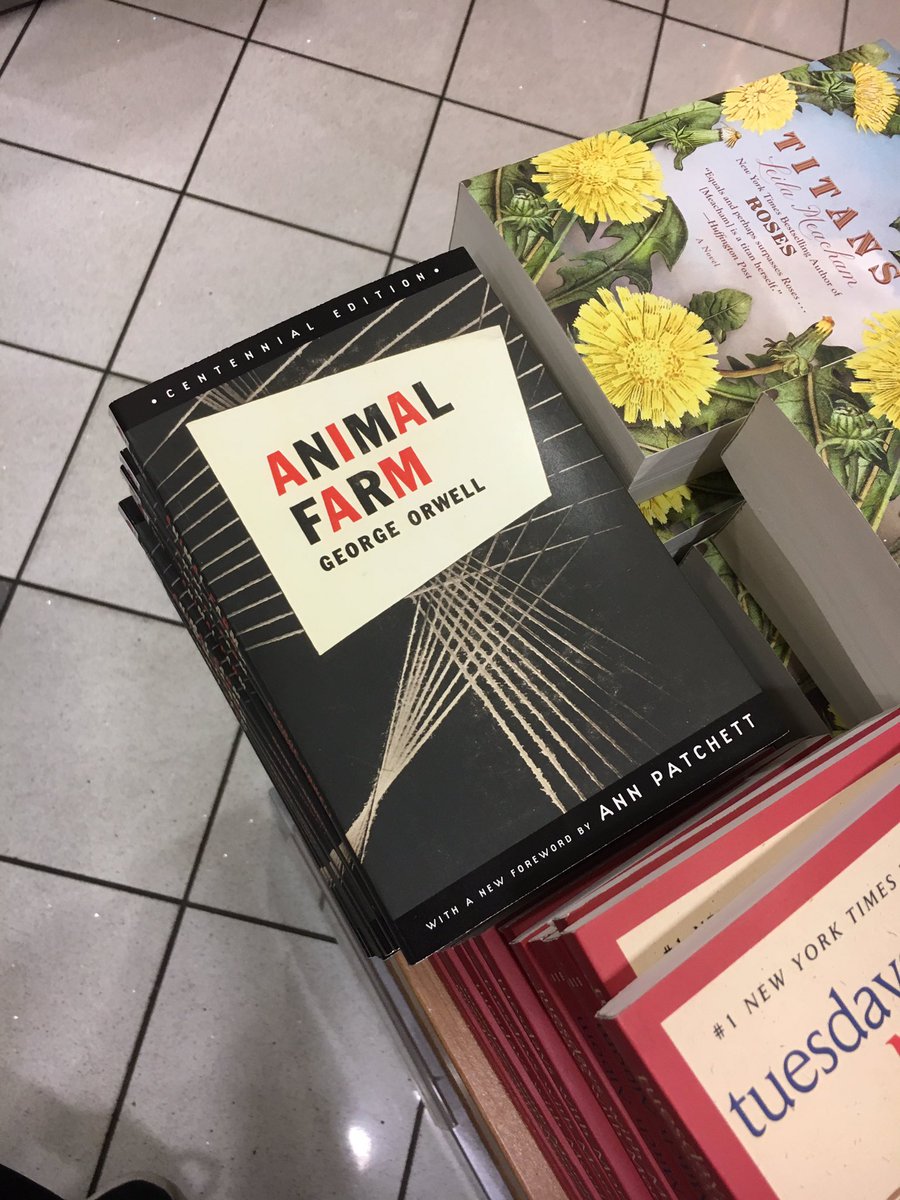 • CENTENNIAL EDITION •
ANIMAL
FARM
GEORGE ORWELL
WITH A NEW FOREWORD BY ANN PATCHETT
TITANS
Leila Meacham
New York Times Bestselling Author of
ROSES
"Equals and perhaps surpasses Roses...
[Meacham] is a titan herself."
—Huffington Post
A Novel
#1 NEW YORK TIMES
tuesday